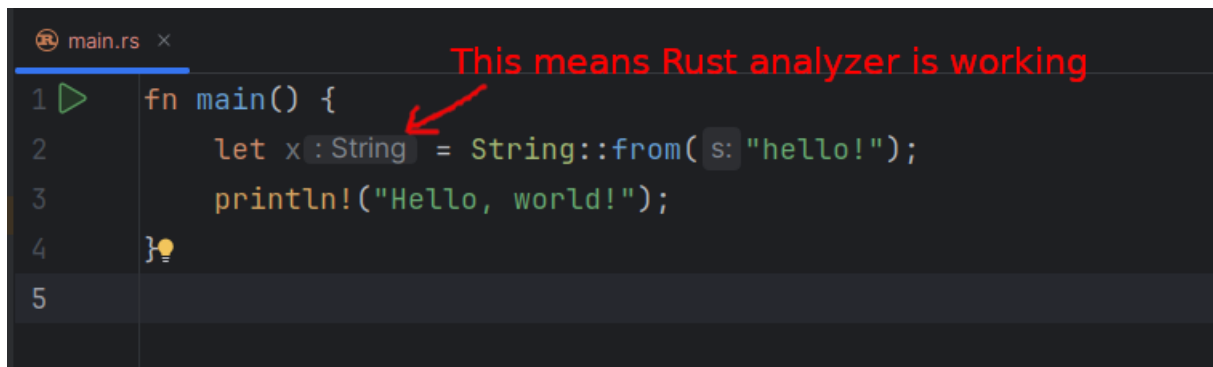 main.rs ×
This means Rust analyzer is working
1 fn main() {
2 let x : String = String::from( s: "hello!");
3 println!("Hello, world!");
4 }
5